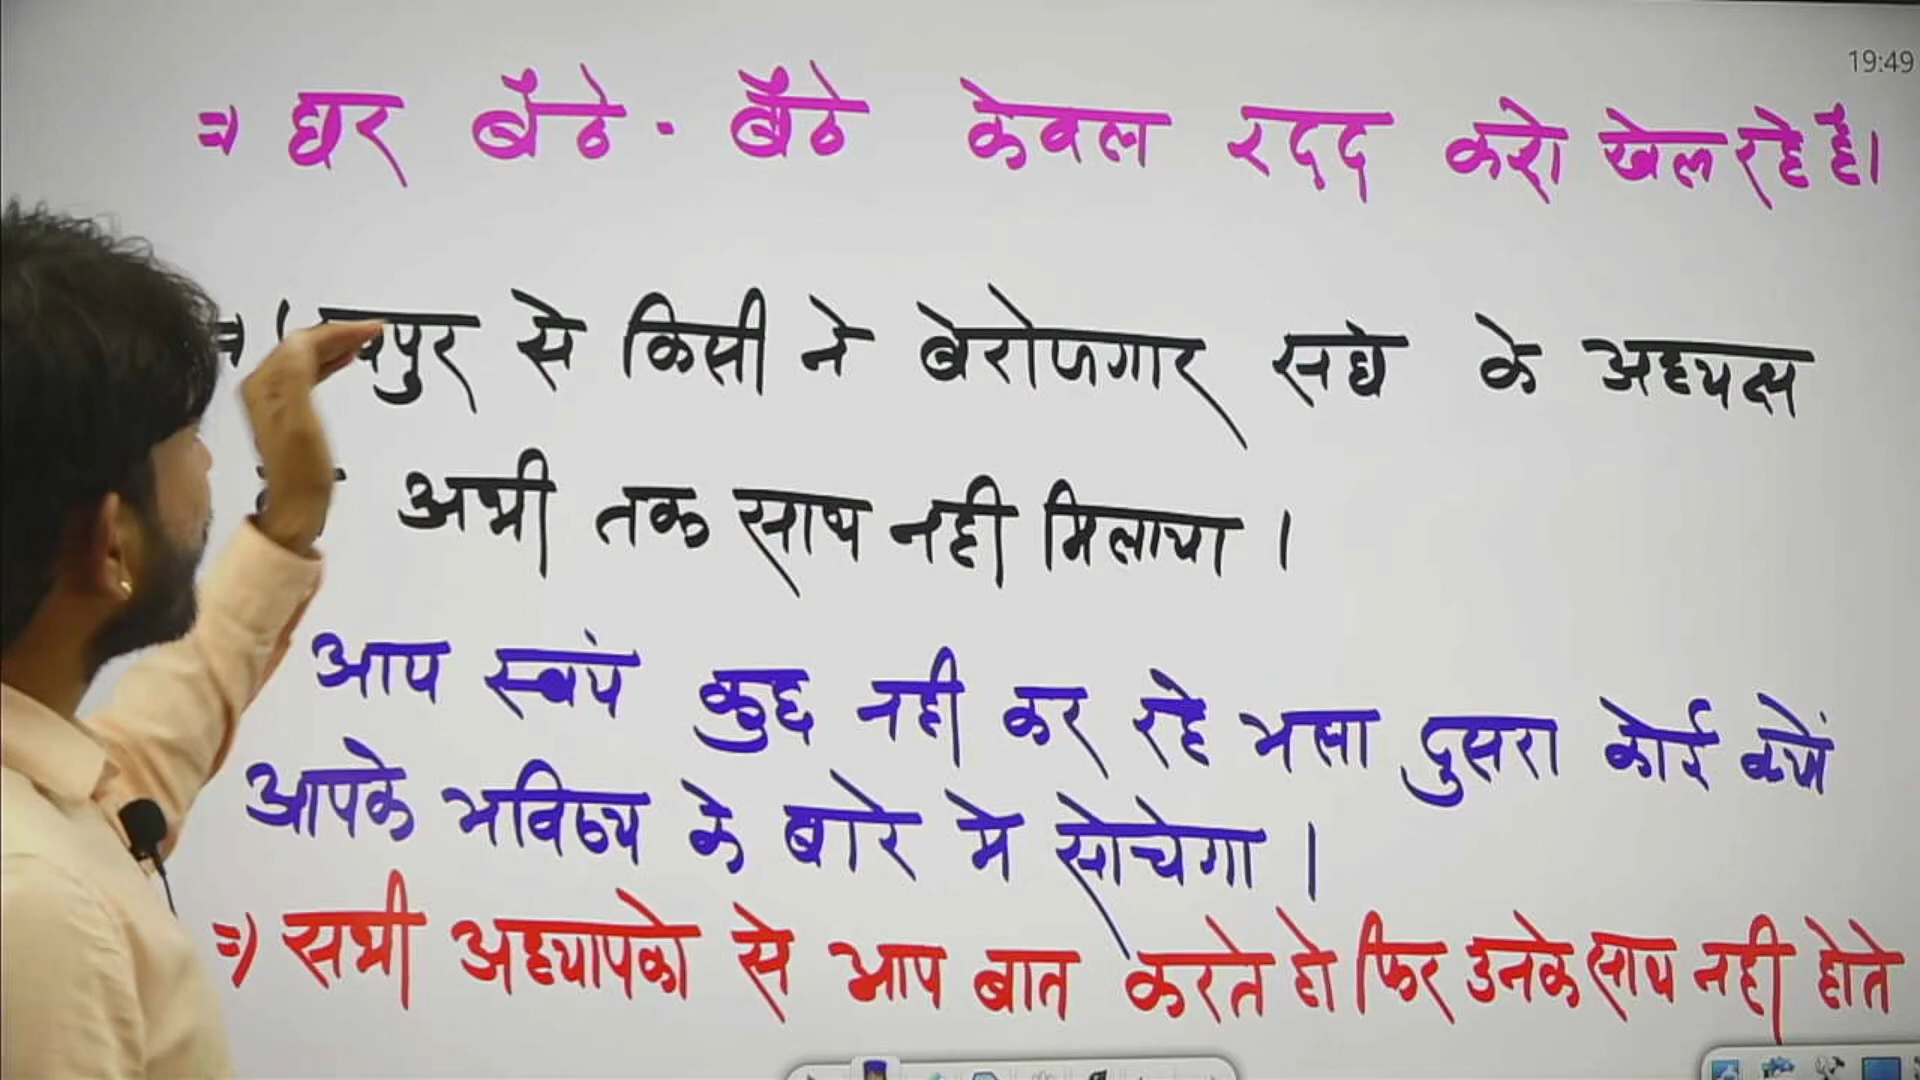 19:49
⇒ घर बैठे - बैठे केवल रदद करो खेल रहे है।
पुर से किसी ने बेरोजगार संघ के अध्यक्ष
अभी तक साथ नही मिलाया ।
आप स्वयं कुछ नही कर रहे भला दुसरा कोई क्यों
आपके भविष्य के बारे मे सोचेगा ।
⇒ सभी अध्यापको से आप बात करते हो फिर उनके साथ नही होते